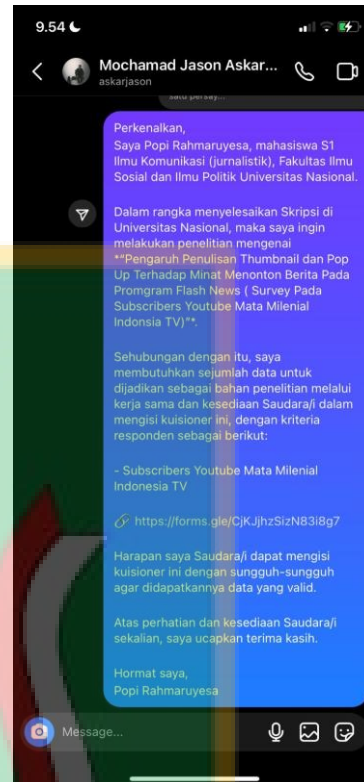 9.54
Mochamad Jason Askar...
askarjason
satu persay...
Perkenalkan,
Saya Popi Rahmaruyesa, mahasiswa S1
Ilmu Komunikasi (jurnalistik), Fakultas Ilmu
Sosial dan Ilmu Politik Universitas Nasional.
Dalam rangka menyelesaikan Skripsi di
Universitas Nasional, maka saya ingin
melakukan penelitian mengenai
*"Pengaruh Penulisan Thumbnail dan Pop
Up Terhadap Minat Menonton Berita Pada
Promgram Flash News ( Survey Pada
Subscribers Youtube Mata Milenial
Indonsia TV)"*.
Sehubungan dengan itu, saya
membutuhkan sejumlah data untuk
dijadikan sebagai bahan penelitian melalui
kerja sama dan kesediaan Saudara/i dalam
mengisi kuisioner ini, dengan kriteria
responden sebagai berikut:
- Subscribers Youtube Mata Milenial
Indonesia TV
🔗 https://forms.gle/CjKJjhzSizN83i8g7
Harapan saya Saudara/i dapat mengisi
kuisioner ini dengan sungguh-sungguh
agar didapatkannya data yang valid.
Atas perhatian dan kesediaan Saudara/i
sekalian, saya ucapkan terima kasih.
Hormat saya,
Popi Rahmaruyesa
Message...